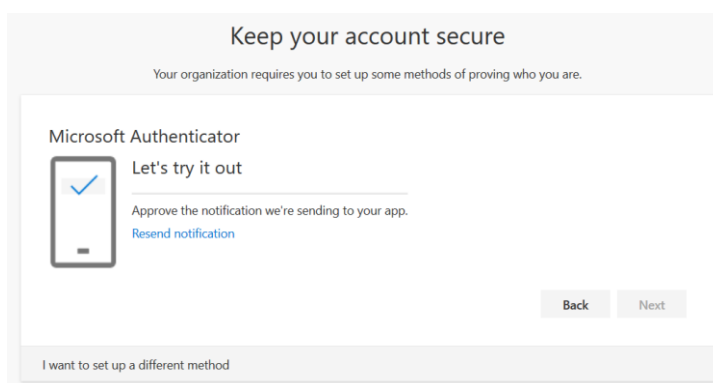 Keep your account secure
Your organization requires you to set up some methods of proving who you are.
Microsoft Authenticator
Let's try it out
Approve the notification we're sending to your app.
Resend notification
Back Next
I want to set up a different method